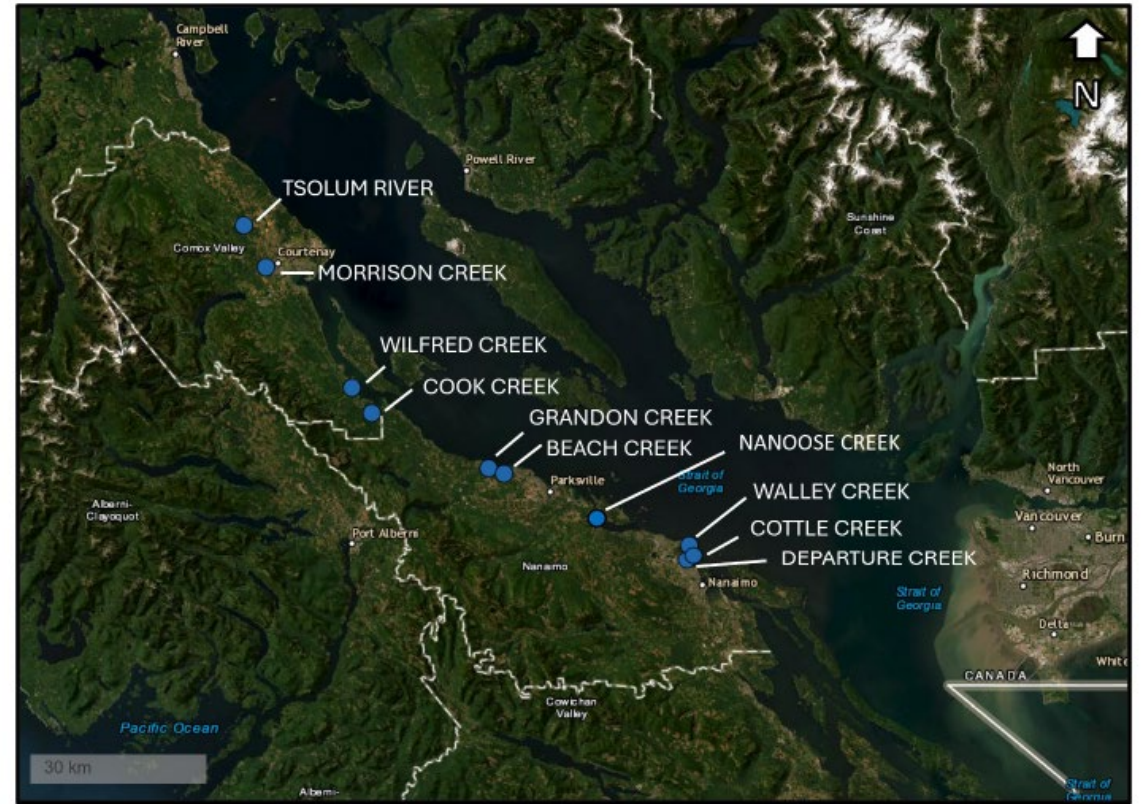 Campbell
River
N
Powell River
TSOLUM RIVER
Sunshine
Coast
Comox Valley
Courtenay
MORRISON CREEK
WILFRED CREEK
COOK CREEK
GRANDON CREEK
BEACH CREEK
NANOOSE CREEK
Parksville
Strait of
Georgia
North
Vancouver
WALLEY CREEK
Alberni-
Clayoquot
Vancouver
COTTLE CREEK
Port Alberni
Burn
DEPARTURE CREEK
Nanaimo
Nanaimo
Richmond
Strait of
Georgia
Delta
White
CANADA
Cowichan
Valley
Pacific Ocean
30 km
Alberni-
Strait of
Georgia